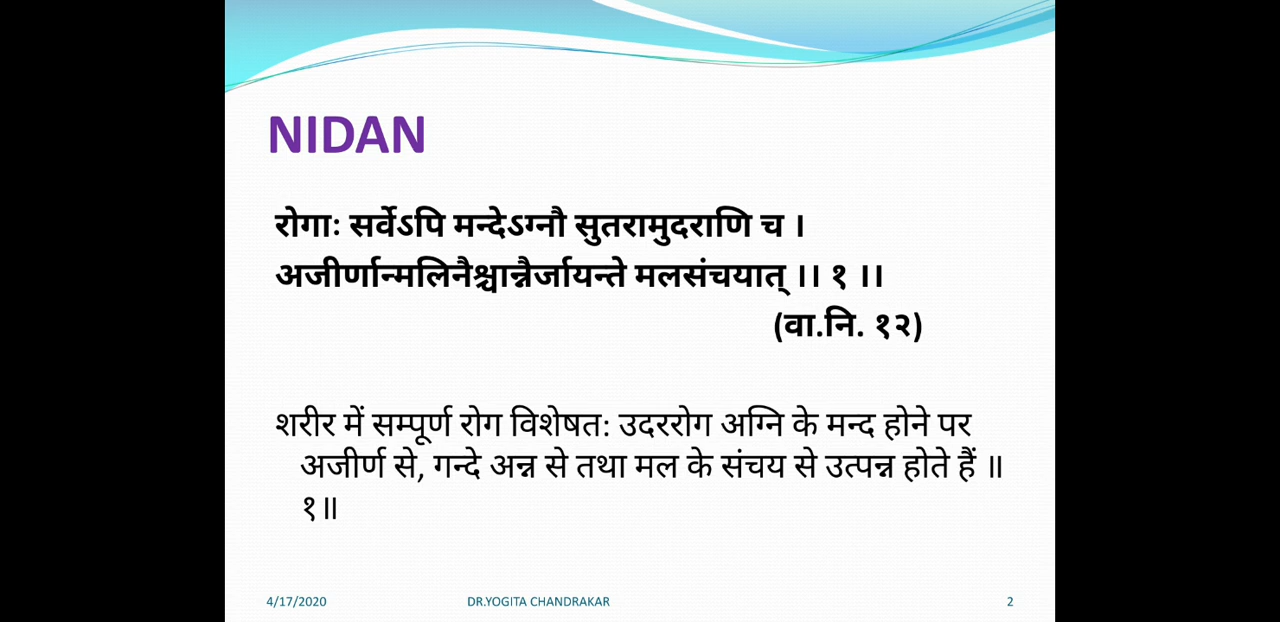 NIDAN
रोगाः सर्वेऽपि मन्देऽग्नौ सुतरामुदराणि च ।
अजीर्णान्मलिनैश्चान्नैर्जायन्ते मलसंचयात् ।। १ ।।
(वा.नि. १२)
शरीर में सम्पूर्ण रोग विशेषत: उदररोग अग्नि के मन्द होने पर
अजीर्ण से, गन्दे अन्न से तथा मल के संचय से उत्पन्न होते हैं ॥
१॥
4/17/2020 DR.YOGITA CHANDRAKAR 2